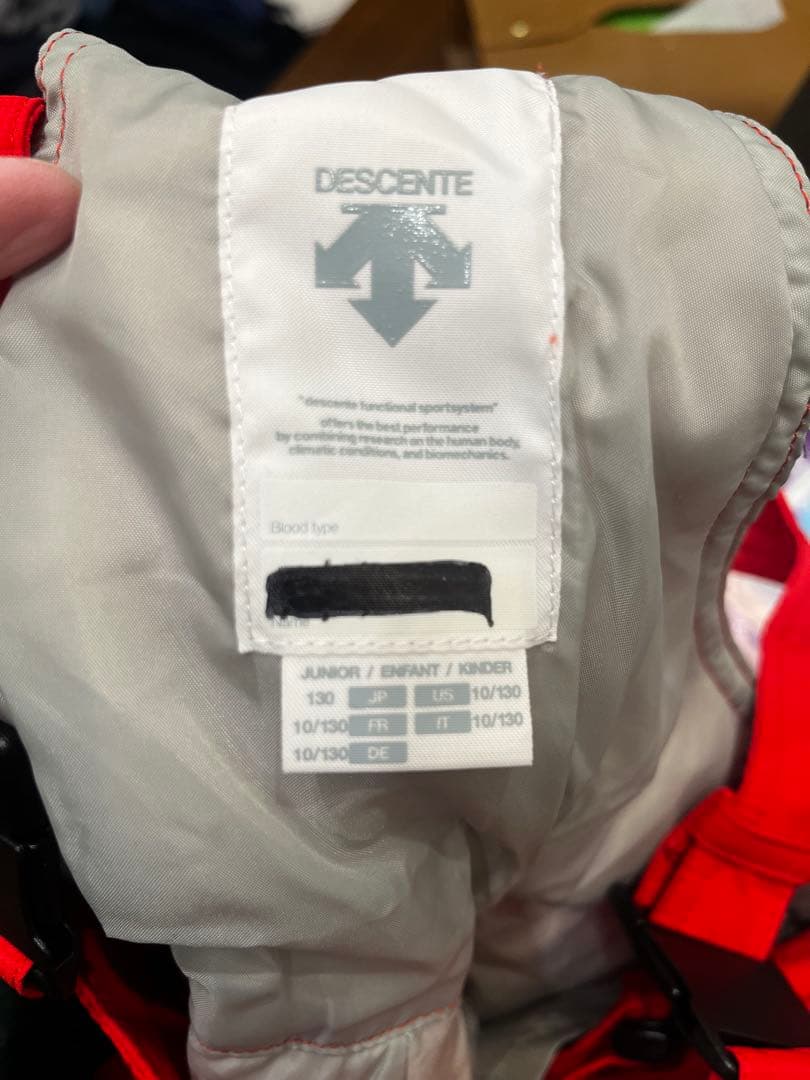 DESCENTE
"descente functional sportsystem"
offers the best performance
by combining research on the human body,
climatic conditions, and biomechanics.
Blood type
Name
JUNIOR / ENFANT / KINDER
130 JP US 10/130
10/130 FR IT 10/130
10/130 DE